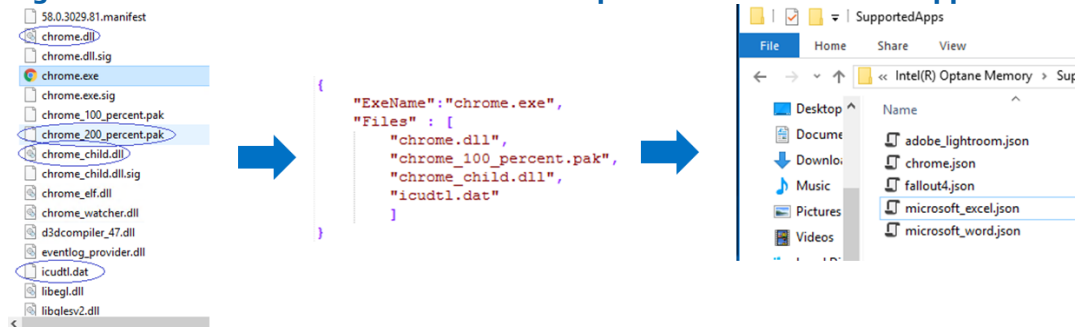 58.0.3029.81.manifest
chrome.dll
chrome.dll.sig
chrome.exe
chrome.exe.sig
chrome_100_percent.pak
chrome_200_percent.pak
chrome_child.dll
chrome_child.dll.sig
chrome_elf.dll
chrome_watcher.dll
d3dcompiler_47.dll
eventlog_provider.dll
icudtl.dat
libegl.dll
libglesv2.dll
{
"ExeName":"chrome.exe",
"Files" : [
"chrome.dll",
"chrome_100_percent.pak",
"chrome_child.dll",
"icudtl.dat"
]
}
SupportedApps
File Home Share View
« Intel(R) Optane Memory > Sup
Desktop
Docume
Downlo
Music
Pictures
Videos
Name
adobe_lightroom.json
chrome.json
fallout4.json
microsoft_excel.json
microsoft_word.json